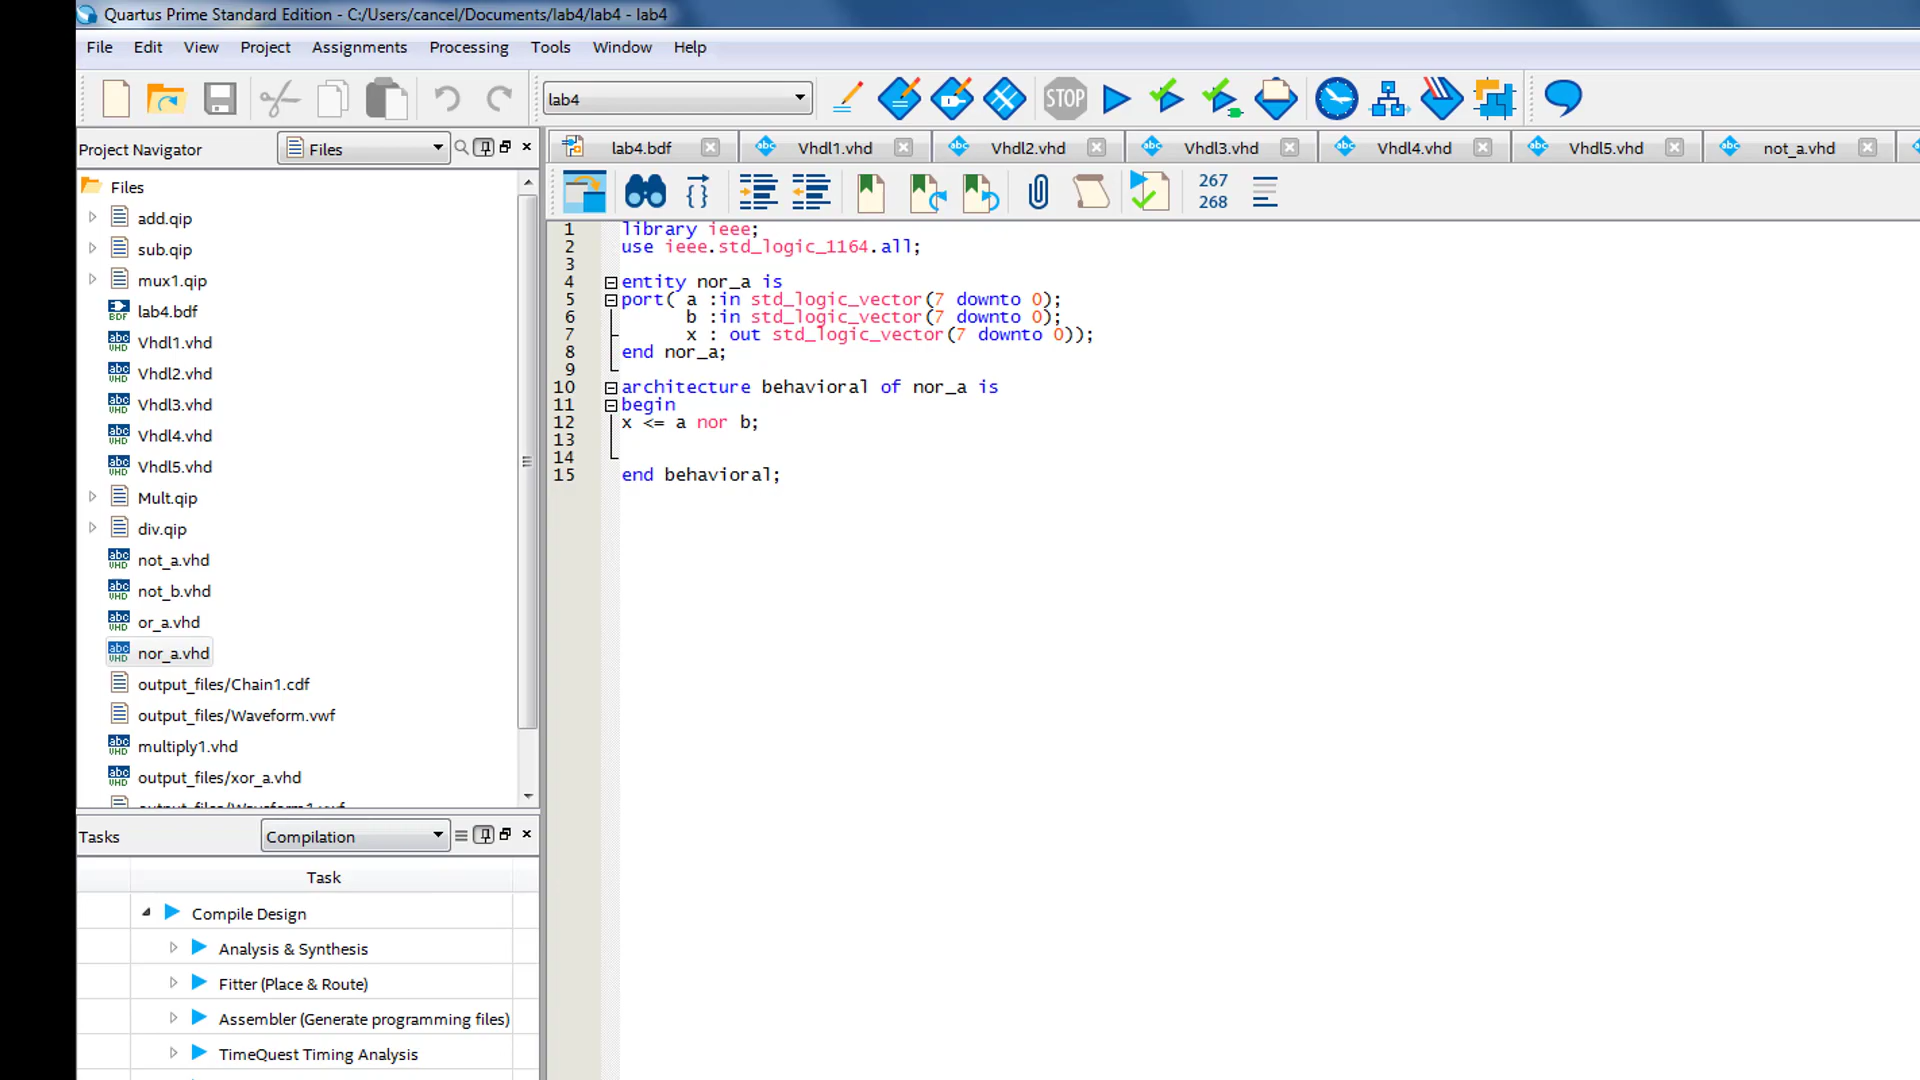 Quartus Prime Standard Edition - C:/Users/cancel/Documents/lab4/lab4 - lab4
File Edit View Project Assignments Processing Tools Window Help
STOP
lab4
Project Navigator
Files
lab4.bdf
Vhdl1.vhd
Vhdl2.vhd
Vhdl3.vhd
Vhdl4.vhd
Vhdl5.vhd
not_a.vhd
267
268
Files
add.qip
sub.qip
mux1.qip
lab4.bdf
Vhdl1.vhd
Vhdl2.vhd
Vhdl3.vhd
Vhdl4.vhd
Vhdl5.vhd
Mult.qip
div.qip
not_a.vhd
not_b.vhd
or_a.vhd
nor_a.vhd
output_files/Chain1.cdf
output_files/Waveform.vwf
multiply1.vhd
output_files/xor_a.vhd
output_files/Waveform1.vwf
1 library ieee;
2 use ieee.std_logic_1164.all;
3
4 entity nor_a is
5 port( a :in std_logic_vector(7 downto 0);
6 b :in std_logic_vector(7 downto 0);
7 x : out std_logic_vector(7 downto 0));
8 end nor_a;
9
10 architecture behavioral of nor_a is
11 begin
12 x <= a nor b;
13
14
15 end behavioral;
Tasks
Compilation
Task
Compile Design
Analysis & Synthesis
Fitter (Place & Route)
Assembler (Generate programming files)
TimeQuest Timing Analysis